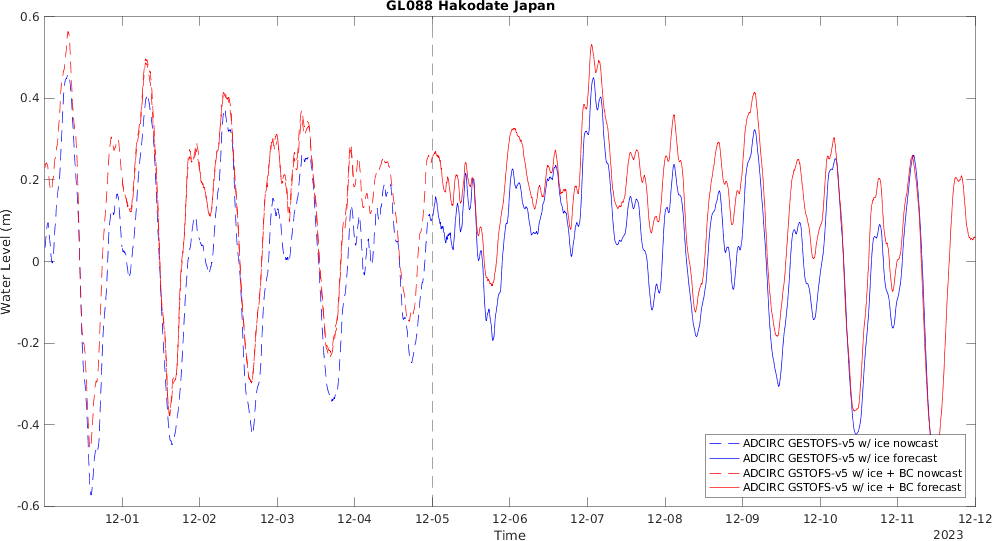 GL088 Hakodate Japan
0.6
0.4
0.2
0
-0.2
-0.4
-0.6
Water Level (m)
ADCIRC GESTOFS-v5 w/ ice nowcast
ADCIRC GESTOFS-v5 w/ ice forecast
ADCIRC GSTOFS-v5 w/ ice + BC nowcast
ADCIRC GSTOFS-v5 w/ ice + BC forecast
12-01 12-02 12-03 12-04 12-05 12-06 12-07 12-08 12-09 12-10 12-11 12-12
Time
2023